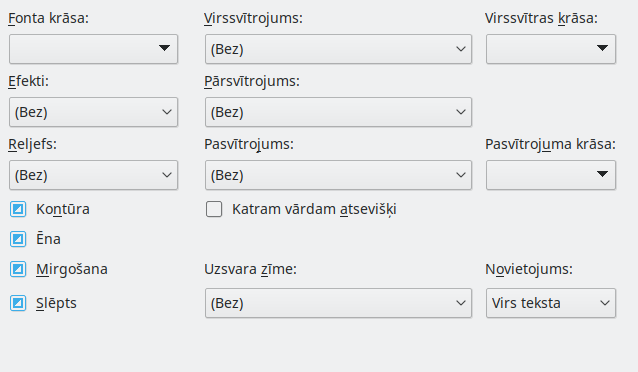 Fonta krāsa: Virssvītrojums: Virssvītras krāsa:
(Bez)
Efekti: Pārsvītrojums:
(Bez) (Bez)
Reljefs: Pasvītrojums: Pasvītrojuma krāsa:
(Bez) (Bez)
Kontūra Katram vārdam atsevišķi
Ēna
Mirgošana Uzsvara zīme: Novietojums:
Slēpts (Bez) Virs teksta